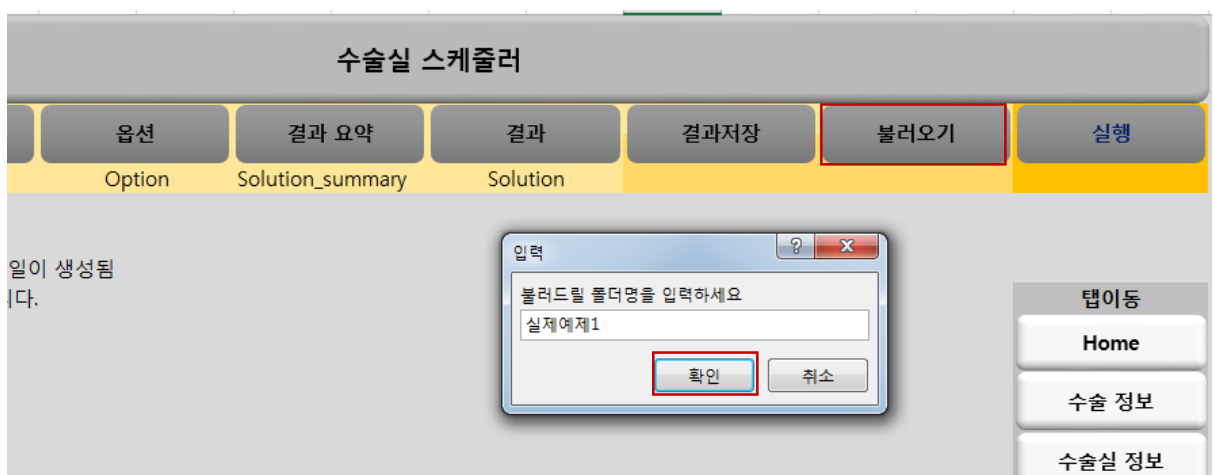 수술실 스케줄러
옵션 결과 요약 결과 결과저장 불러오기 실행
Option Solution_summary Solution
입력
일이 생성됨
불러드릴 폴더명을 입력하세요
니다.
탭이동
실제예제1
Home
확인 취소
수술 정보
수술실 정보